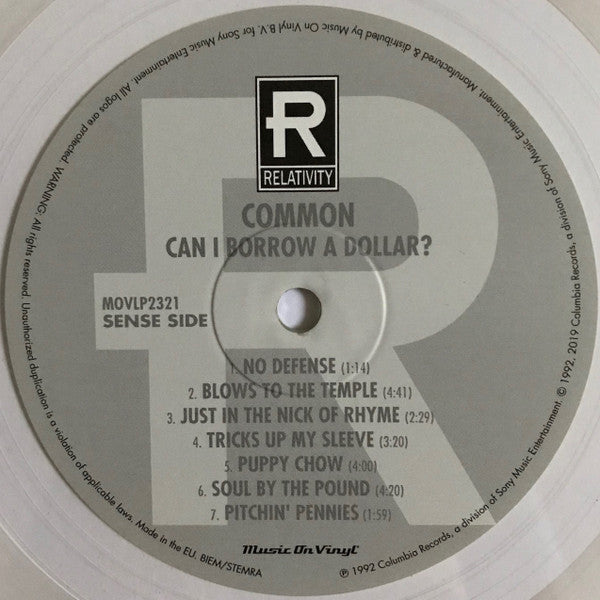 R
RELATIVITY
COMMON
CAN I BORROW A DOLLAR?
MOVLP2321
SENSE SIDE
1. NO DEFENSE (1:14)
2. BLOWS TO THE TEMPLE (4:41)
3. JUST IN THE NICK OF RHYME (2:29)
4. TRICKS UP MY SLEEVE (3:20)
5. PUPPY CHOW (4:00)
6. SOUL BY THE POUND (4:20)
7. PITCHIN' PENNIES (1:59)
Music On Vinyl
℗ 1992 Columbia Records, a division of Sony Music Entertainment. © 1992, 2019 Columbia Records, a division of Sony Music Entertainment. Manufactured & distributed by Music On Vinyl B.V. for Sony Music Entertainment. All logos are protected. WARNING: All rights reserved. Unauthorized duplication is a violation of applicable laws. Made in the EU. BIEM/STEMRA